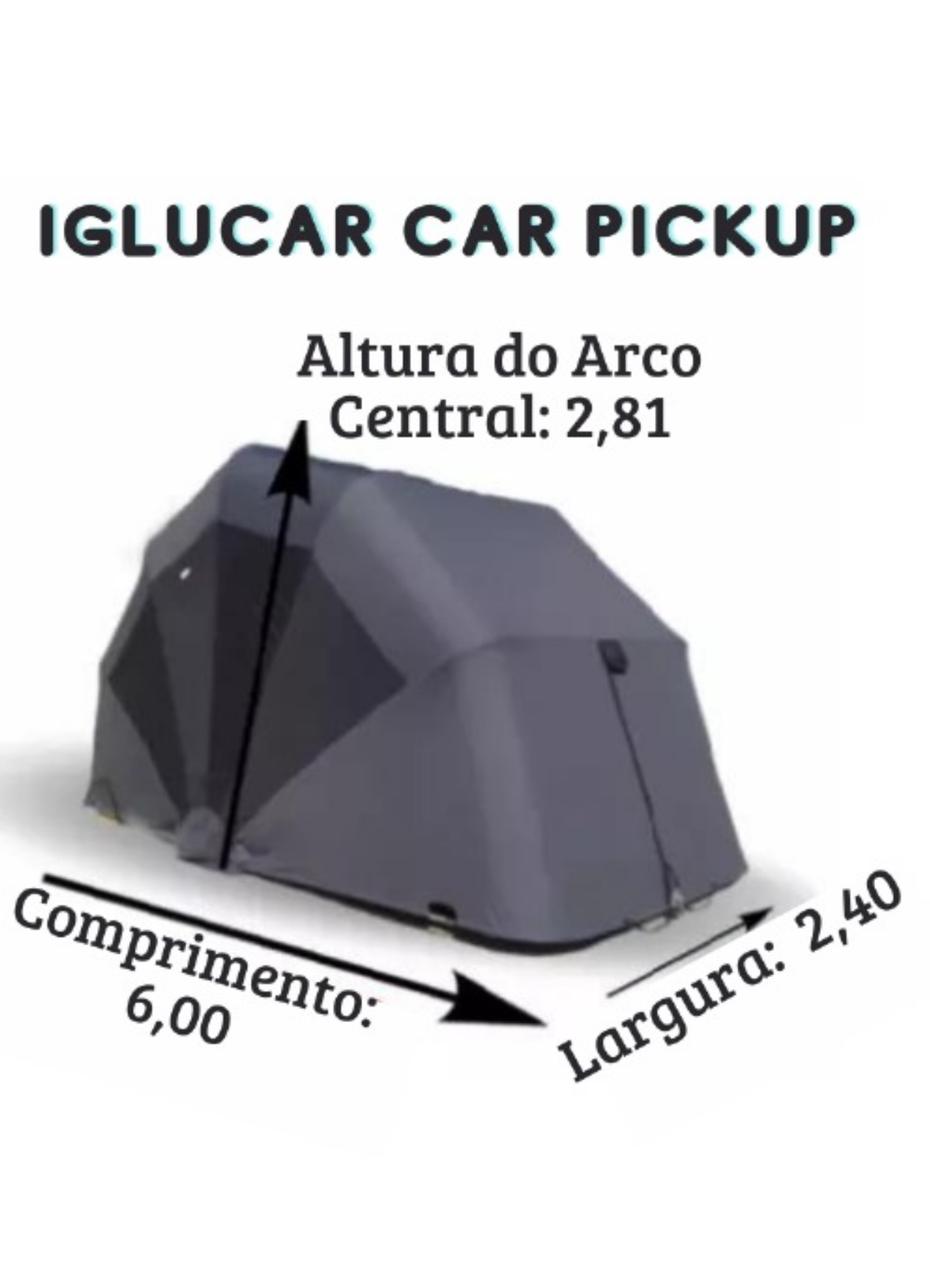 IGLUCAR CAR PICKUP
Altura do Arco
Central: 2,81
Comprimento:
6,00
Largura: 2,40